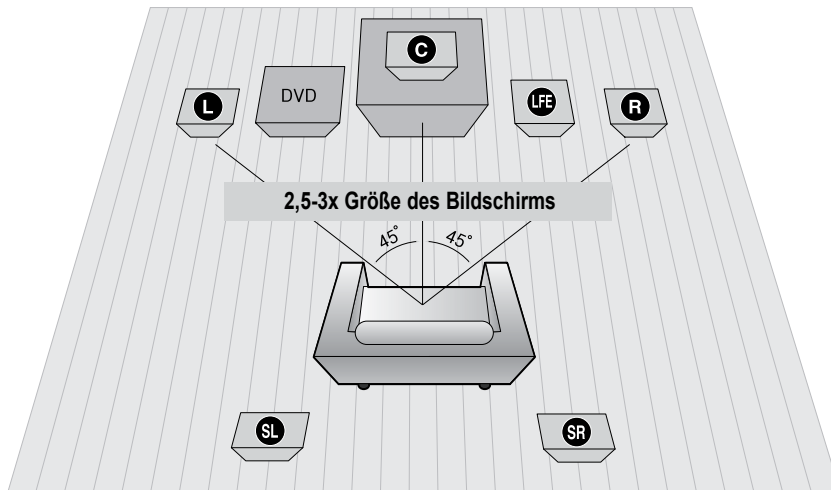 C
L
DVD
LFE
R
2,5-3x Größe des Bildschirms
45°
45°
SL
SR